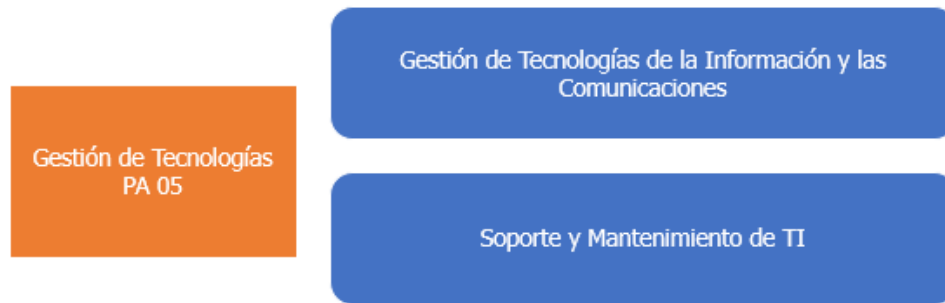 Gestión de Tecnologías de la Información y las
Comunicaciones
Gestión de Tecnologías
PA 05
Soporte y Mantenimiento de TI